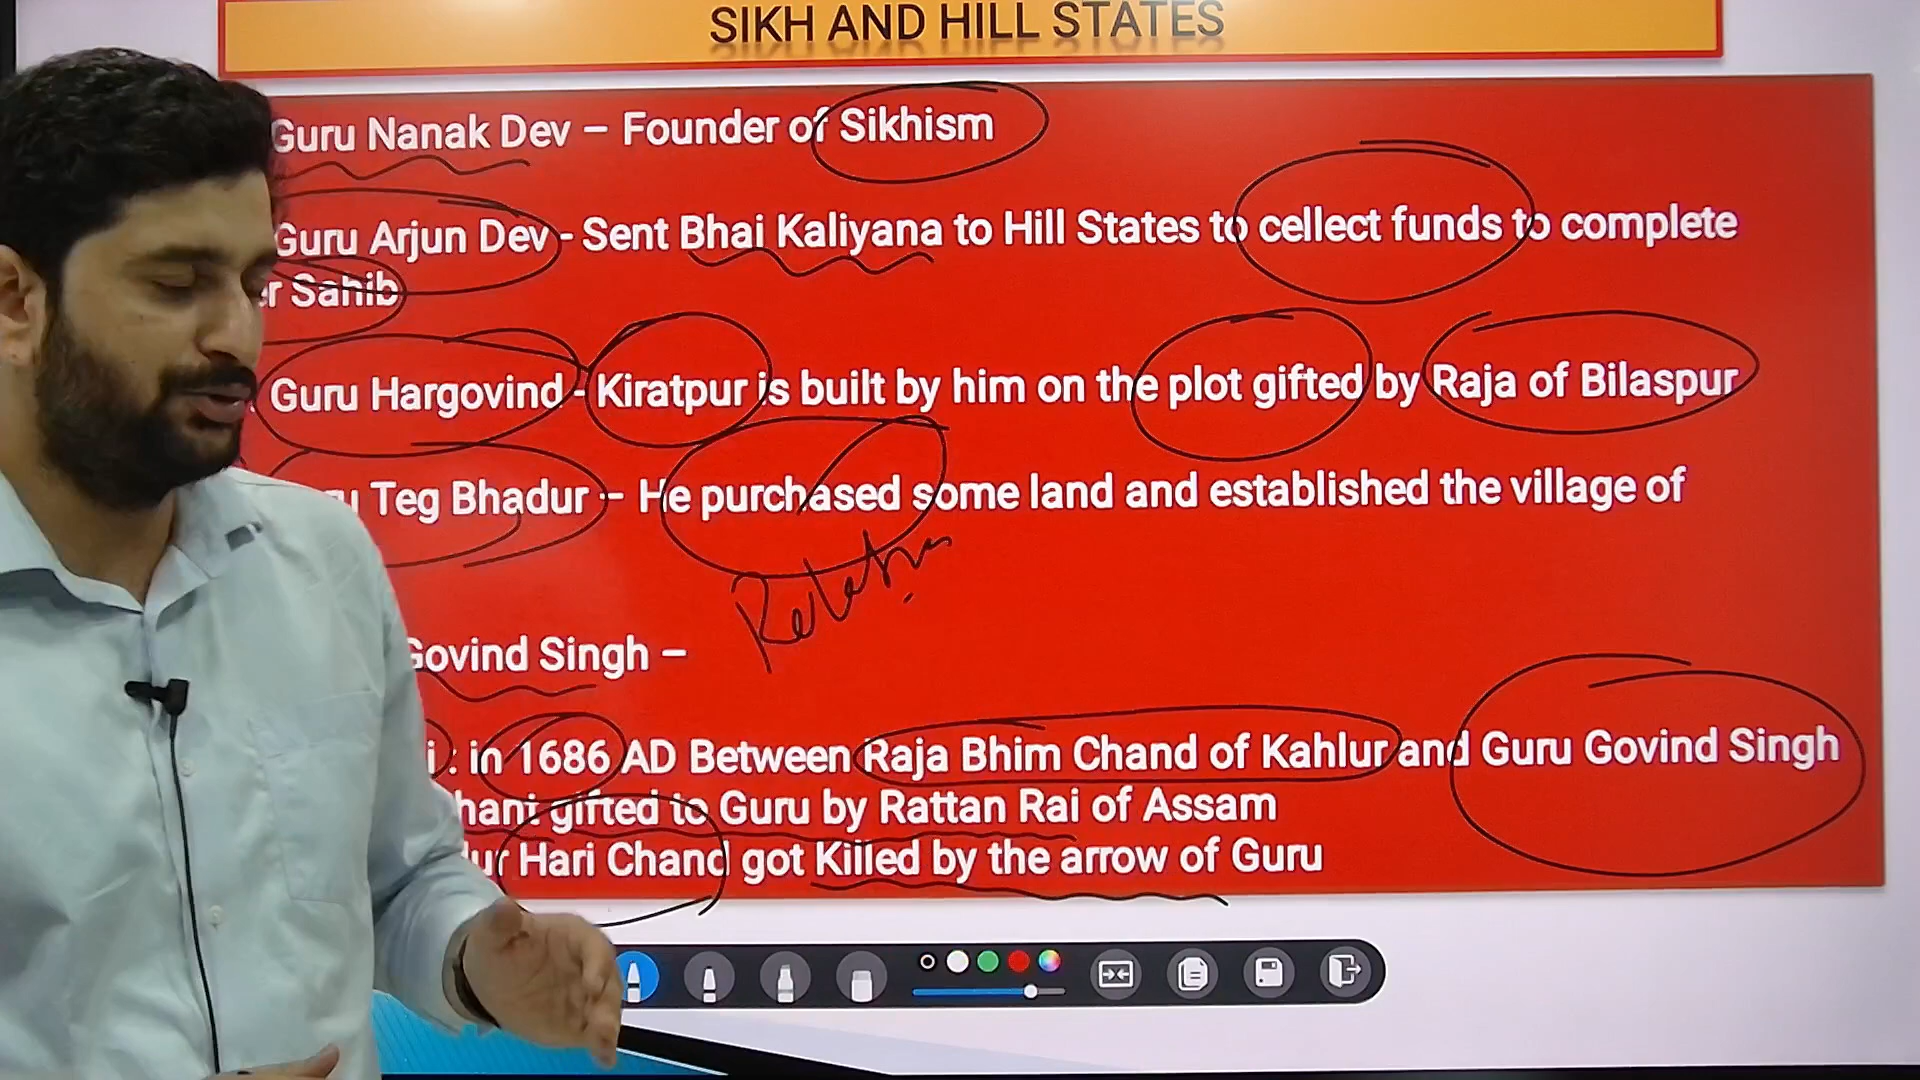 SIKH AND HILL STATES
Guru Nanak Dev – Founder of Sikhism
Guru Arjun Dev - Sent Bhai Kaliyana to Hill States to cellect funds to complete
Sahib
Guru Hargovind - Kiratpur is built by him on the plot gifted by Raja of Bilaspur
Teg Bhadur – He purchased some land and established the village of
Govind Singh –
: in 1686 AD Between Raja Bhim Chand of Kahlur and Guru Govind Singh
gifted to Guru by Rattan Rai of Assam
Hari Chand got Killed by the arrow of Guru